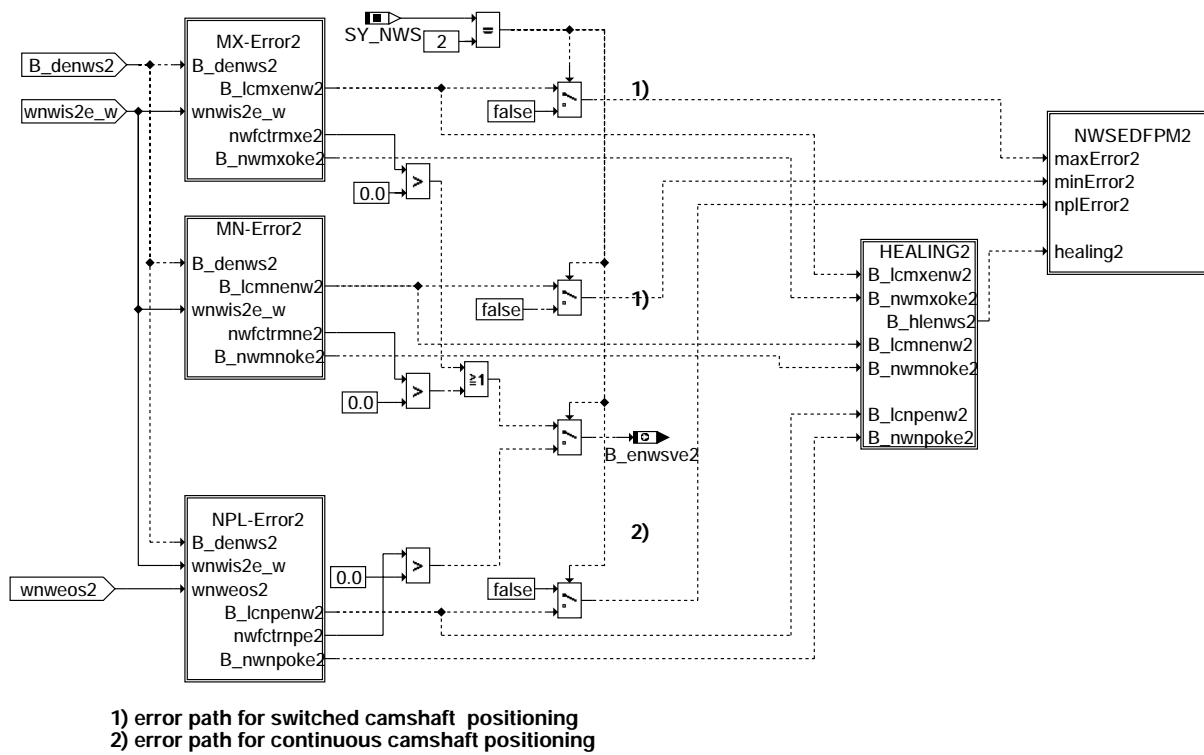 MX-Error2
B_denws2
B_lcmxenw2
wnwis2e_w
nwfctrmxe2
B_nwmxoke2
B_denws2
wnwis2e_w
SY_NWS
2
=
false
1)
>
0.0
MN-Error2
B_denws2
B_lcmnenw2
wnwis2e_w
nwfctrmne2
B_nwmnoke2
false
1)
>
0.0
≧1
B_enwsve2
NWSEDFPM2
maxError2
minError2
nplError2
healing2
HEALING2
B_lcmxenw2
B_nwmxoke2
B_hlenws2
B_lcmnenw2
B_nwmnoke2
B_lcnpenw2
B_nwnpoke2
NPL-Error2
B_denws2
wnwis2e_w
wnweos2
B_lcnpenw2
nwfctrnpe2
B_nwnpoke2
wnweos2
>
0.0
false
2)
1) error path for switched camshaft positioning
2) error path for continuous camshaft positioning